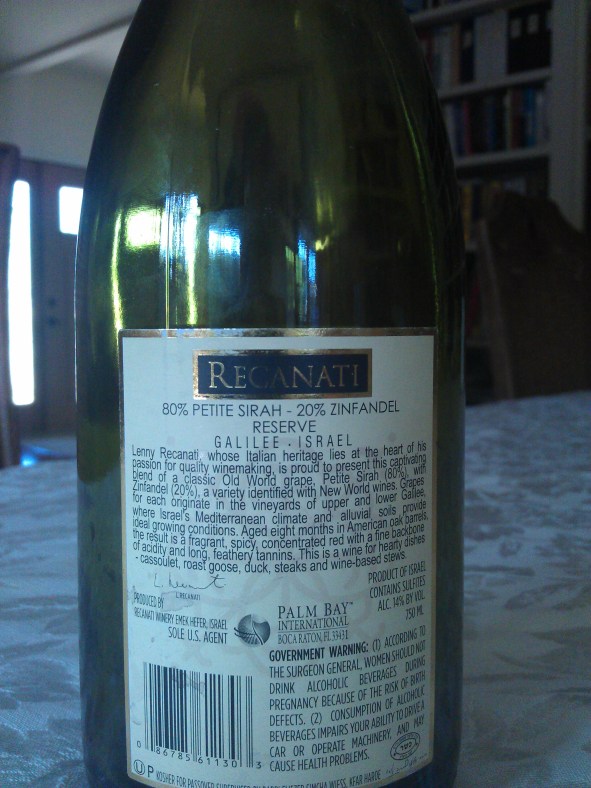 RECANATI
80% PETITE SIRAH - 20% ZINFANDEL
RESERVE
GALILEE · ISRAEL
Lenny Recanati, whose Italian heritage lies at the heart of his
passion for quality winemaking, is proud to present this captivating
blend of a classic Old World grape, Petite Sirah (80%), with
Zinfandel (20%), a variety identified with New World wines. Grapes
for each originate in the vineyards of upper and lower Galilee,
where Israel's Mediterranean climate and alluvial soils provide
ideal growing conditions. Aged eight months in American oak barrels,
the result is a fragrant, spicy, concentrated red with a fine backbone
of acidity and long, feathery tannins. This is a wine for hearty dishes
- cassoulet, roast goose, duck, steaks and wine-based stews.
L.RECANATI
PRODUCED BY
RECANATI WINERY EMEK HEFER, ISRAEL
SOLE U.S. AGENT
PALM BAY™
INTERNATIONAL
BOCA RATON, FL 33431
PRODUCT OF ISRAEL
CONTAINS SULFITES
ALC. 14% BY VOL.
750 ML
GOVERNMENT WARNING: (1) ACCORDING TO
THE SURGEON GENERAL, WOMEN SHOULD NOT
DRINK ALCOHOLIC BEVERAGES DURING
PREGNANCY BECAUSE OF THE RISK OF BIRTH
DEFECTS. (2) CONSUMPTION OF ALCOHOLIC
BEVERAGES IMPAIRS YOUR ABILITY TO DRIVE A
CAR OR OPERATE MACHINERY, AND MAY
CAUSE HEALTH PROBLEMS.
0 86785 61130 3
U P KOSHER FOR PASSOVER SUPERVISED BY